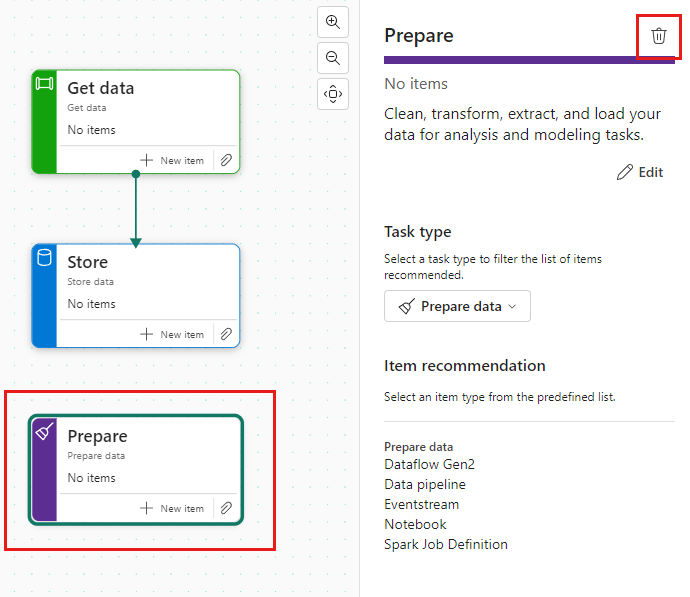 Get data
Get data
No items
New item
Store
Store data
No items
New item
Prepare
Prepare data
No items
New item
Prepare
No items
Clean, transform, extract, and load your
data for analysis and modeling tasks.
Edit
Task type
Select a task type to filter the list of items
recommended.
Prepare data
Item recommendation
Select an item type from the predefined list.
Prepare data
Dataflow Gen2
Data pipeline
Eventstream
Notebook
Spark Job Definition